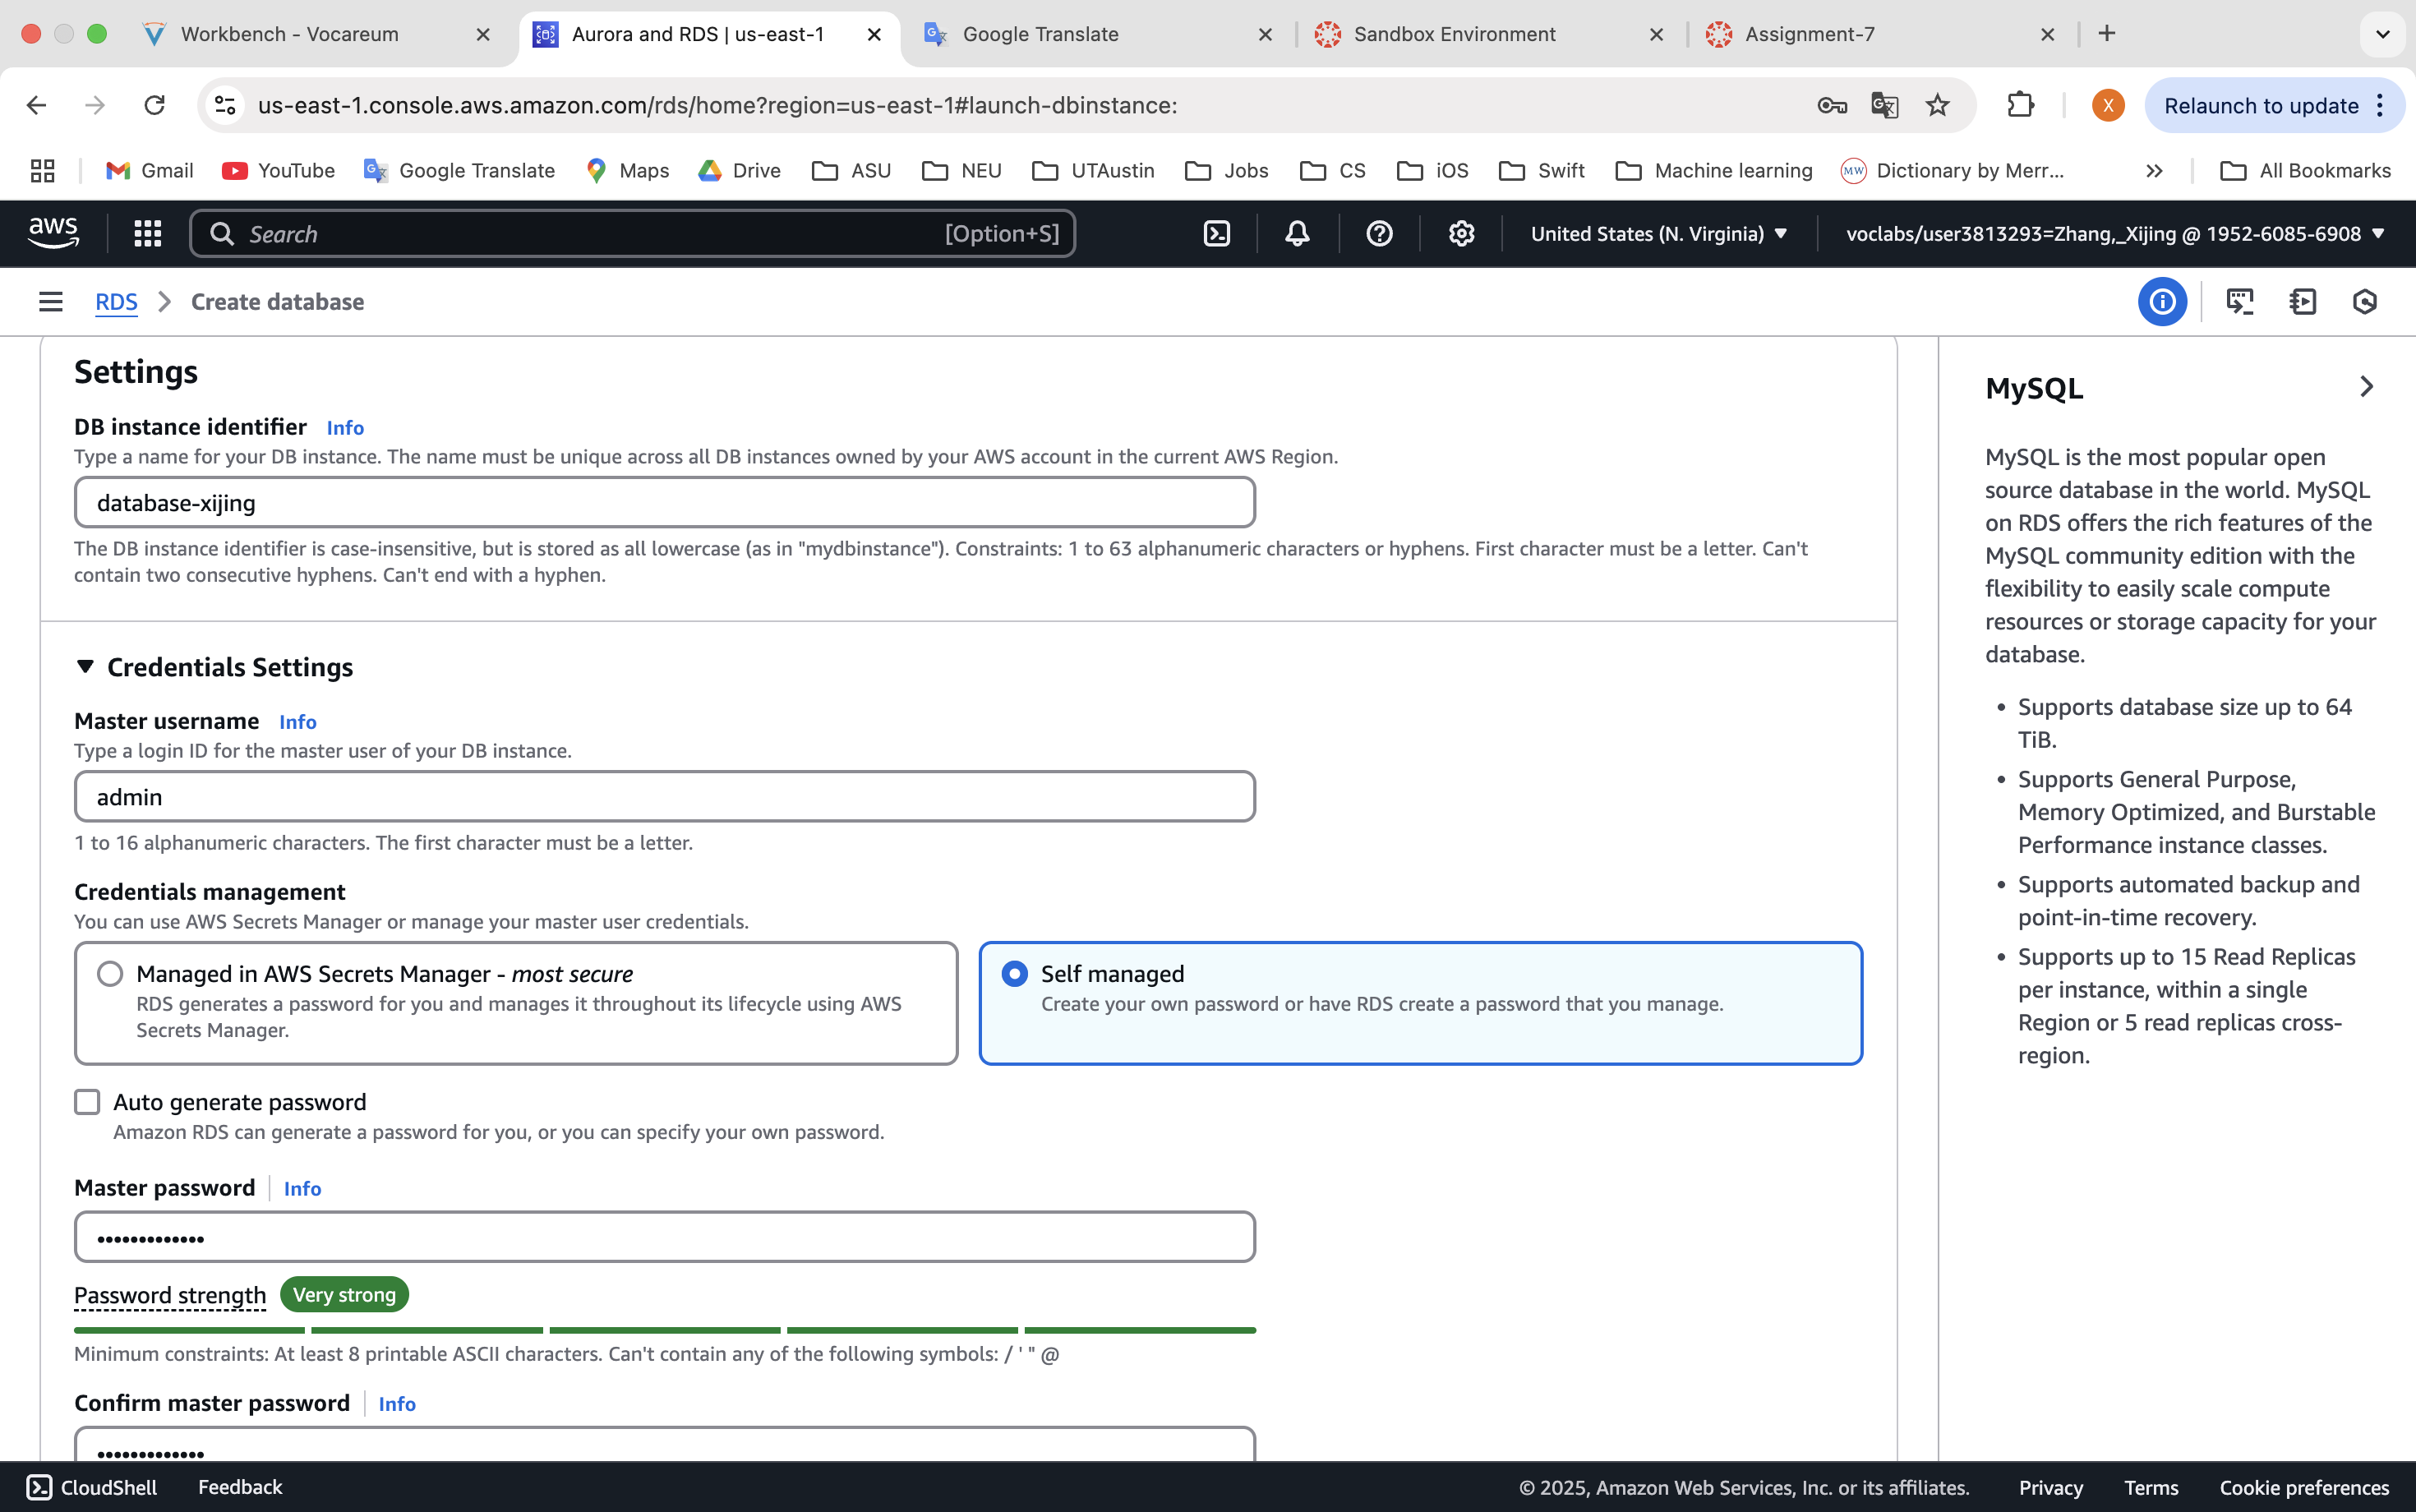 Workbench - Vocareum
Aurora and RDS | us-east-1
Google Translate
Sandbox Environment
Assignment-7
us-east-1.console.aws.amazon.com/rds/home?region=us-east-1#launch-dbinstance:
X
Relaunch to update
Gmail
YouTube
Google Translate
Maps
Drive
ASU
NEU
UTAustin
Jobs
CS
iOS
Swift
Machine learning
MW
Dictionary by Merr...
All Bookmarks
aws
Search
[Option+S]
United States (N. Virginia)
voclabs/user3813293=Zhang,_Xijing @ 1952-6085-6908
RDS
Create database
Settings
DB instance identifier Info
Type a name for your DB instance. The name must be unique across all DB instances owned by your AWS account in the current AWS Region.
database-xijing
The DB instance identifier is case-insensitive, but is stored as all lowercase (as in "mydbinstance"). Constraints: 1 to 63 alphanumeric characters or hyphens. First character must be a letter. Can't
contain two consecutive hyphens. Can't end with a hyphen.
Credentials Settings
Master username Info
Type a login ID for the master user of your DB instance.
admin
1 to 16 alphanumeric characters. The first character must be a letter.
Credentials management
You can use AWS Secrets Manager or manage your master user credentials.
Managed in AWS Secrets Manager - most secure
RDS generates a password for you and manages it throughout its lifecycle using AWS
Secrets Manager.
Self managed
Create your own password or have RDS create a password that you manage.
Auto generate password
Amazon RDS can generate a password for you, or you can specify your own password.
Master password Info
•••••••••••••
Password strength Very strong
Minimum constraints: At least 8 printable ASCII characters. Can't contain any of the following symbols: / ' " @
Confirm master password Info
•••••••••••••
MySQL
MySQL is the most popular open
source database in the world. MySQL
on RDS offers the rich features of the
MySQL community edition with the
flexibility to easily scale compute
resources or storage capacity for your
database.
• Supports database size up to 64
TiB.
• Supports General Purpose,
Memory Optimized, and Burstable
Performance instance classes.
• Supports automated backup and
point-in-time recovery.
• Supports up to 15 Read Replicas
per instance, within a single
Region or 5 read replicas cross-
region.
CloudShell
Feedback
© 2025, Amazon Web Services, Inc. or its affiliates.
Privacy
Terms
Cookie preferences